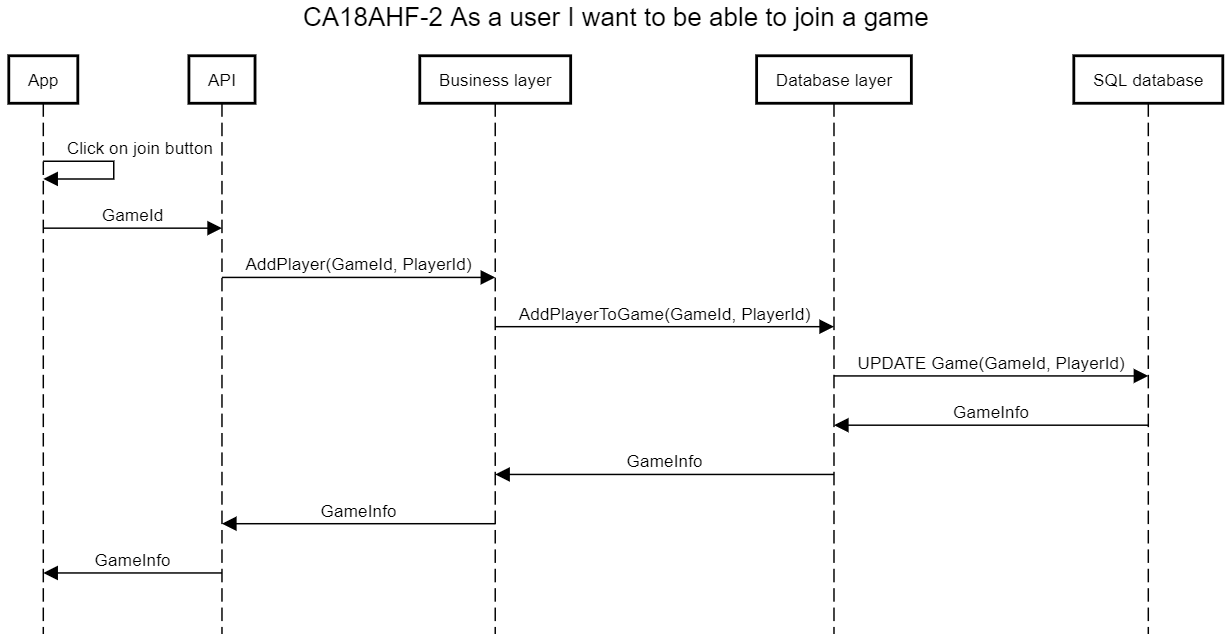 CA18AHF-2 As a user I want to be able to join a game
App
API
Business layer
Database layer
SQL database
Click on join button
GameId
AddPlayer(GameId, PlayerId)
AddPlayerToGame(GameId, PlayerId)
UPDATE Game(GameId, PlayerId)
GameInfo
GameInfo
GameInfo
GameInfo